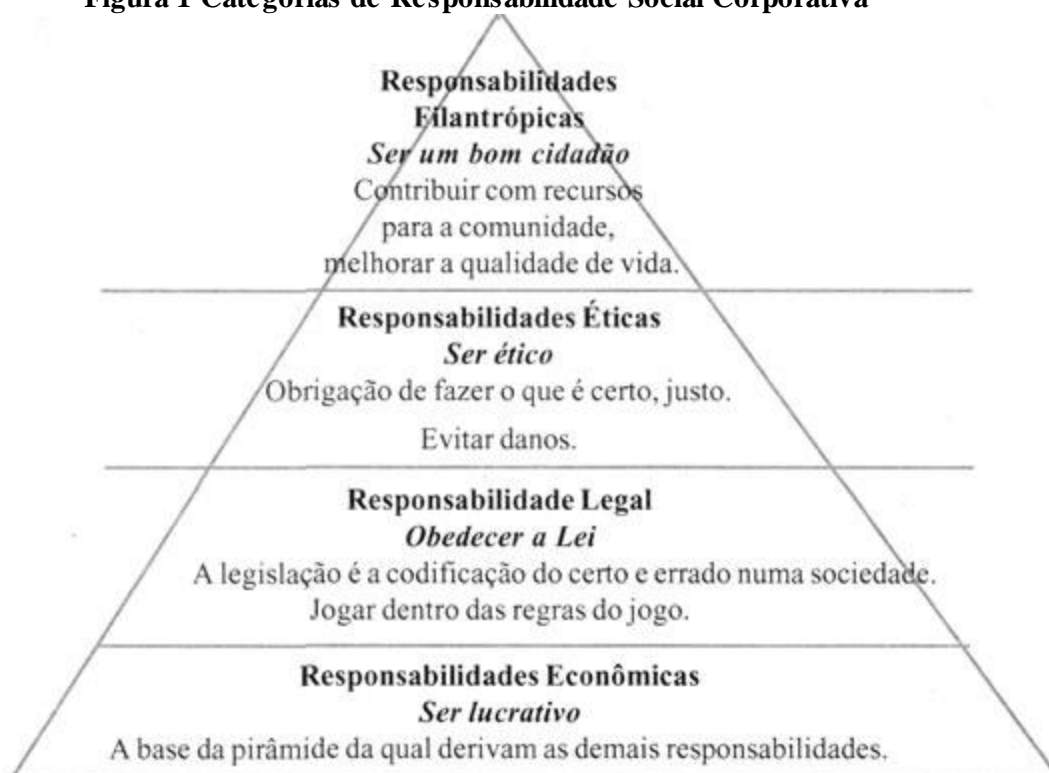 Figura 1 Categorias de Responsabilidade Social Corporativa
Responsabilidades
Filantrópicas
Ser um bom cidadão
Contribuir com recursos
para a comunidade,
melhorar a qualidade de vida.
Responsabilidades Éticas
Ser ético
Obrigação de fazer o que é certo, justo.
Evitar danos.
Responsabilidade Legal
Obedecer a Lei
A legislação é a codificação do certo e errado numa sociedade.
Jogar dentro das regras do jogo.
Responsabilidades Econômicas
Ser lucrativo
A base da pirâmide da qual derivam as demais responsabilidades.